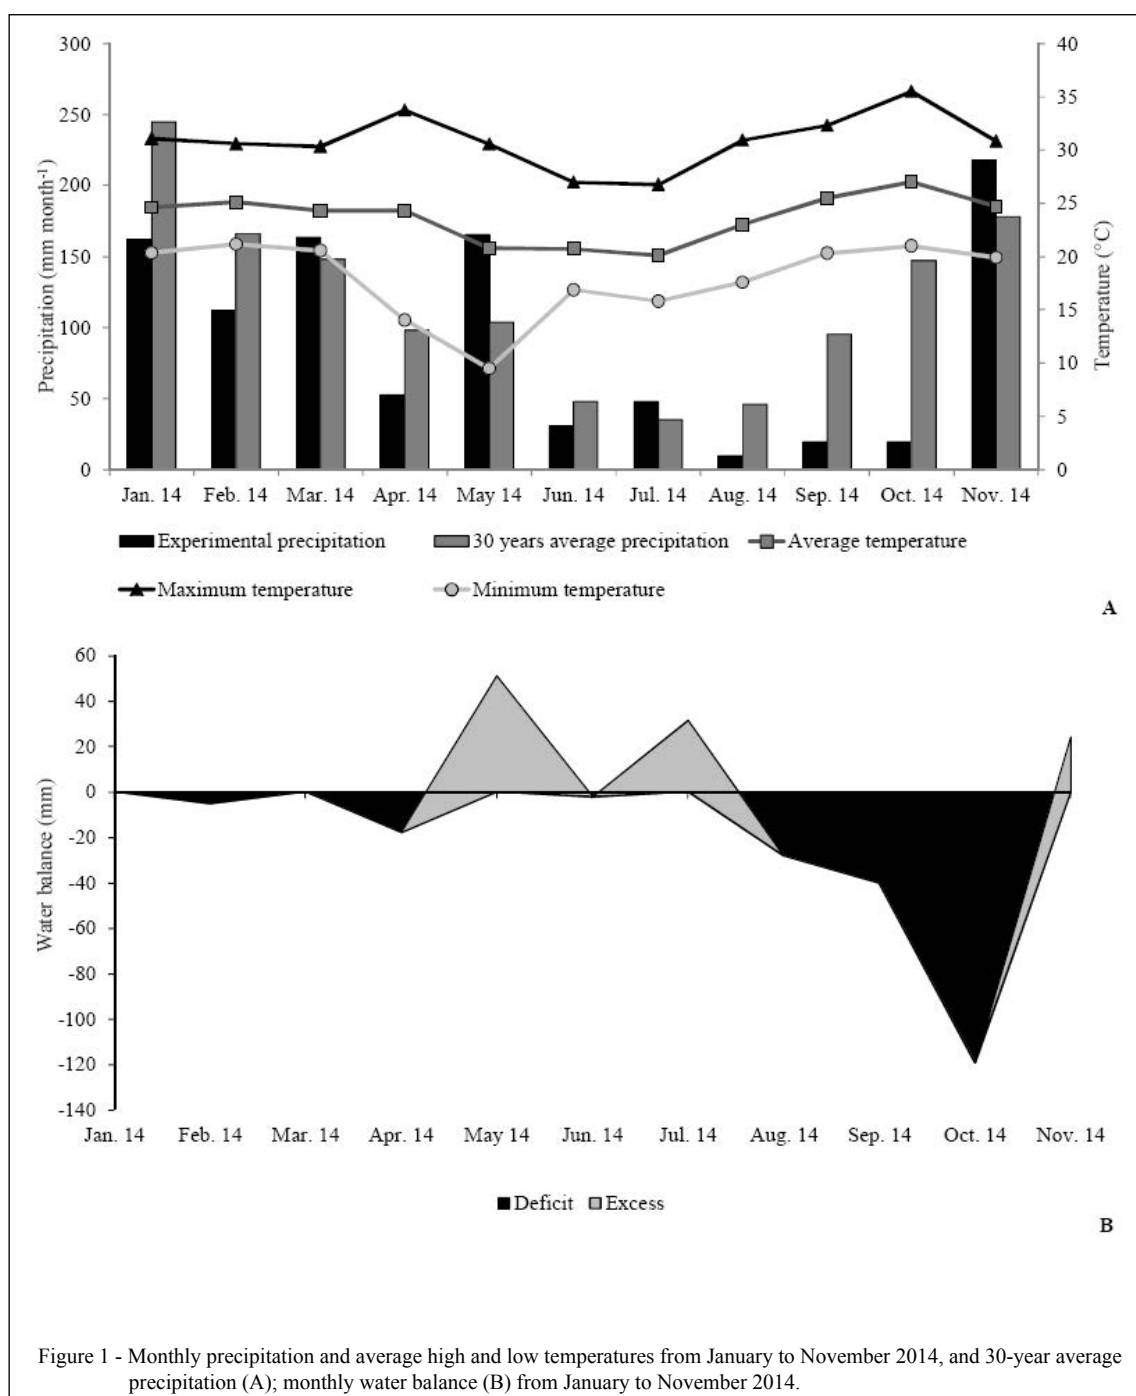 300
250
200
150
100
50
0
Precipitation (mm month-1)
40
35
30
25
20
15
10
5
0
Temperature (°C)
Jan. 14 Feb. 14 Mar. 14 Apr. 14 May 14 Jun. 14 Jul. 14 Aug. 14 Sep. 14 Oct. 14 Nov. 14
Experimental precipitation 30 years average precipitation Average temperature
Maximum temperature Minimum temperature
A
60
40
20
0
-20
-40
-60
-80
-100
-120
-140
Water balance (mm)
Jan. 14 Feb. 14 Mar. 14 Apr. 14 May 14 Jun. 14 Jul. 14 Aug. 14 Sep. 14 Oct. 14 Nov. 14
Deficit Excess
B
Figure 1 - Monthly precipitation and average high and low temperatures from January to November 2014, and 30-year average
precipitation (A); monthly water balance (B) from January to November 2014.